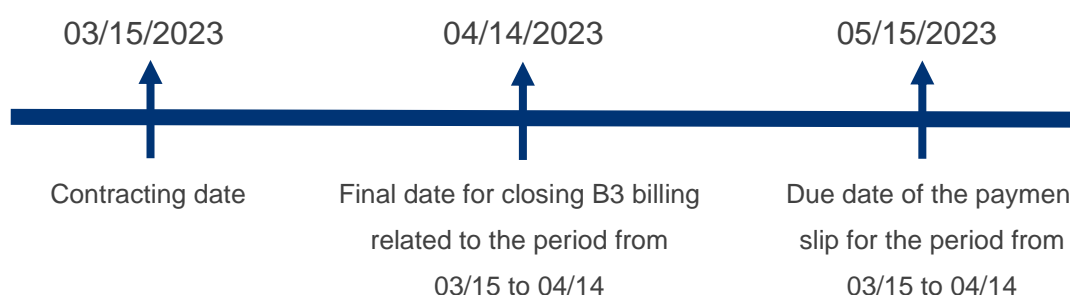 03/15/2023
04/14/2023
05/15/2023
Contracting date
Final date for closing B3 billing
related to the period from
03/15 to 04/14
Due date of the paymen
slip for the period from
03/15 to 04/14